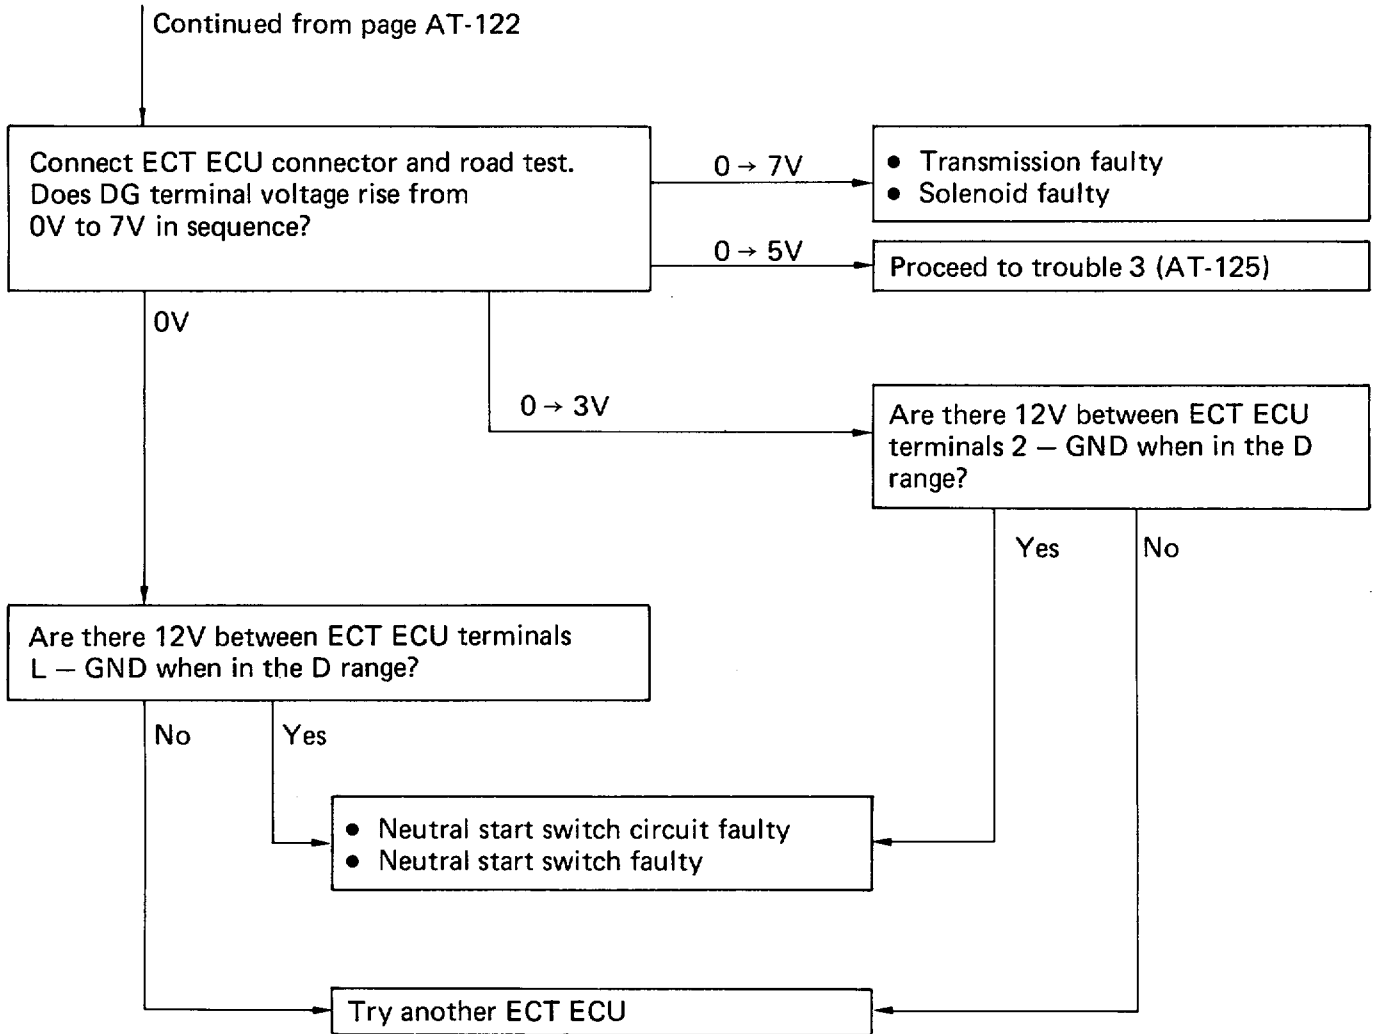 Continued from page AT-122
Connect ECT ECU connector and road test.
Does DG terminal voltage rise from
0V to 7V in sequence?
0 → 7V
● Transmission faulty
● Solenoid faulty
0 → 5V
Proceed to trouble 3 (AT-125)
0V
0 → 3V
Are there 12V between ECT ECU
terminals 2 — GND when in the D
range?
Yes
No
Are there 12V between ECT ECU terminals
L — GND when in the D range?
No
Yes
● Neutral start switch circuit faulty
● Neutral start switch faulty
Try another ECT ECU